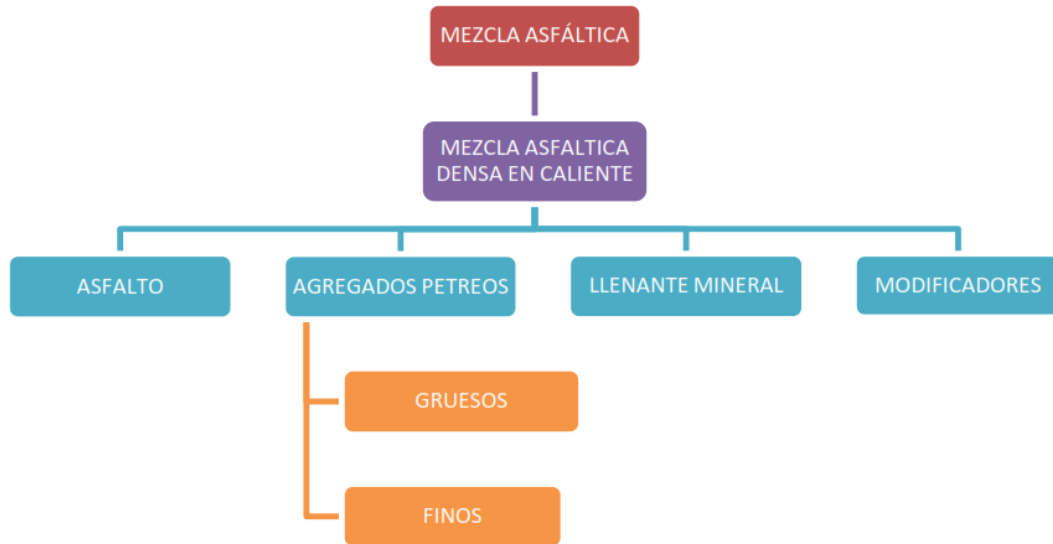 MEZCLA ASFÁLTICA
MEZCLA ASFALTICA
DENSA EN CALIENTE
ASFALTO
AGREGADOS PETREOS
LLENANTE MINERAL
MODIFICADORES
GRUESOS
FINOS